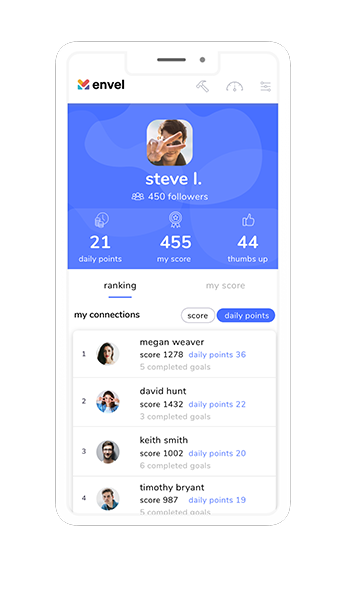 envel
steve l.
450 followers
21 455 44
daily points my score thumbs up
ranking my score
my connections score daily points
megan weaver
1 score 1278 daily points 36
5 completed goals
david hunt
2 score 1432 daily points 22
3 completed goals
keith smith
3 score 1002 daily points 20
6 completed goals
timothy bryant
4 score 987 daily points 19
5 completed goals